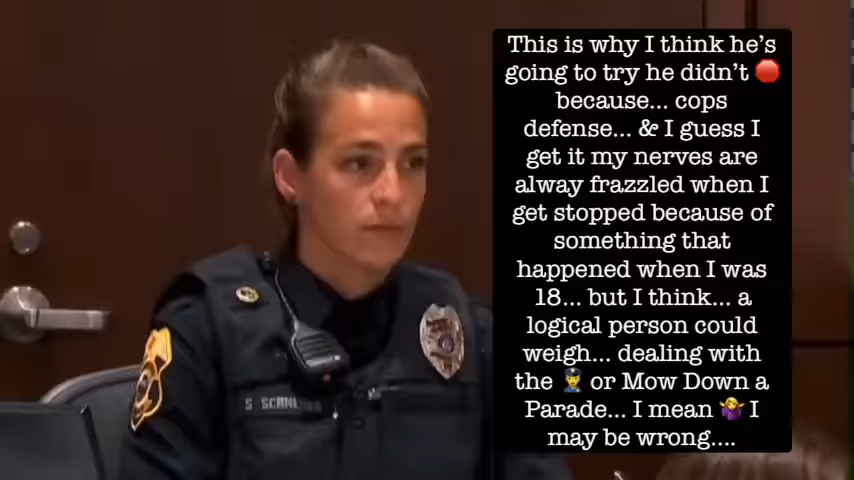 This is why I think he's
going to try he didn't 🛑
because... cops
defense... & I guess I
get it my nerves are
alway frazzled when I
get stopped because of
something that
happened when I was
18... but I think... a
logical person could
weigh... dealing with
the 👮 or Mow Down a
Parade... I mean 🤷‍♀️ I
may be wrong....